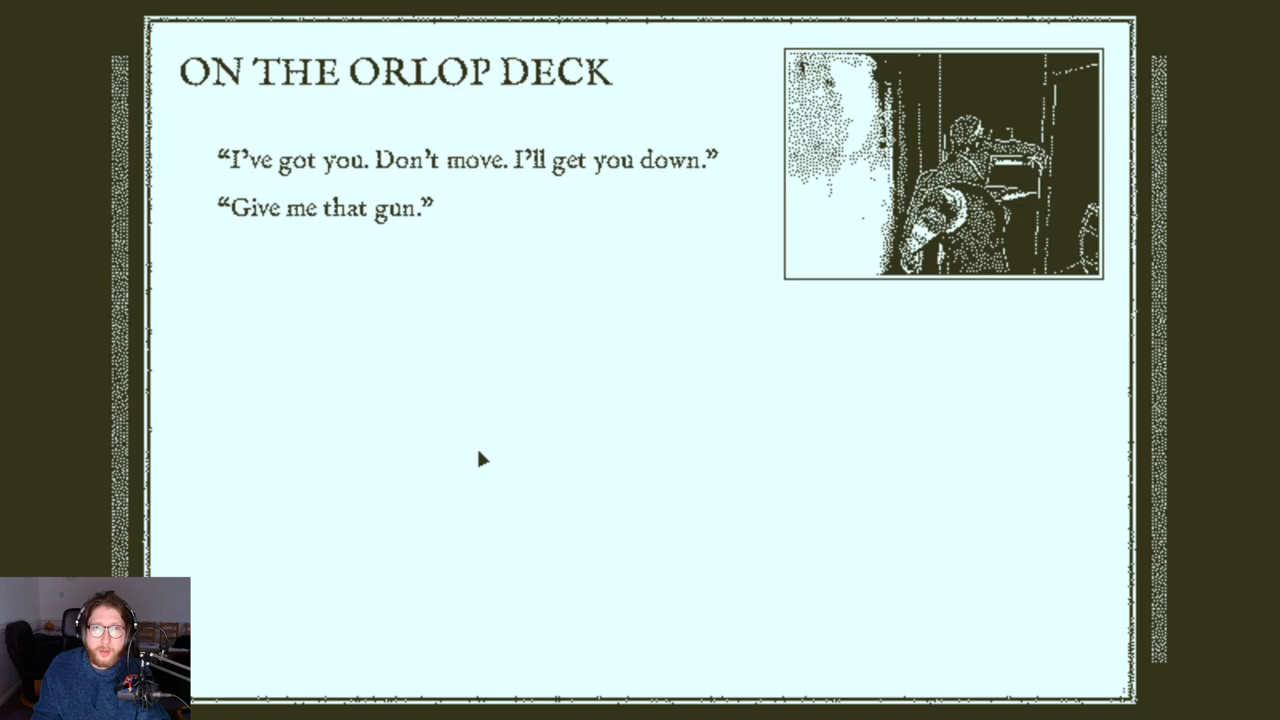 ON THE ORLOP DECK
“I’ve got you. Don’t move. I’ll get you down.”
“Give me that gun.”